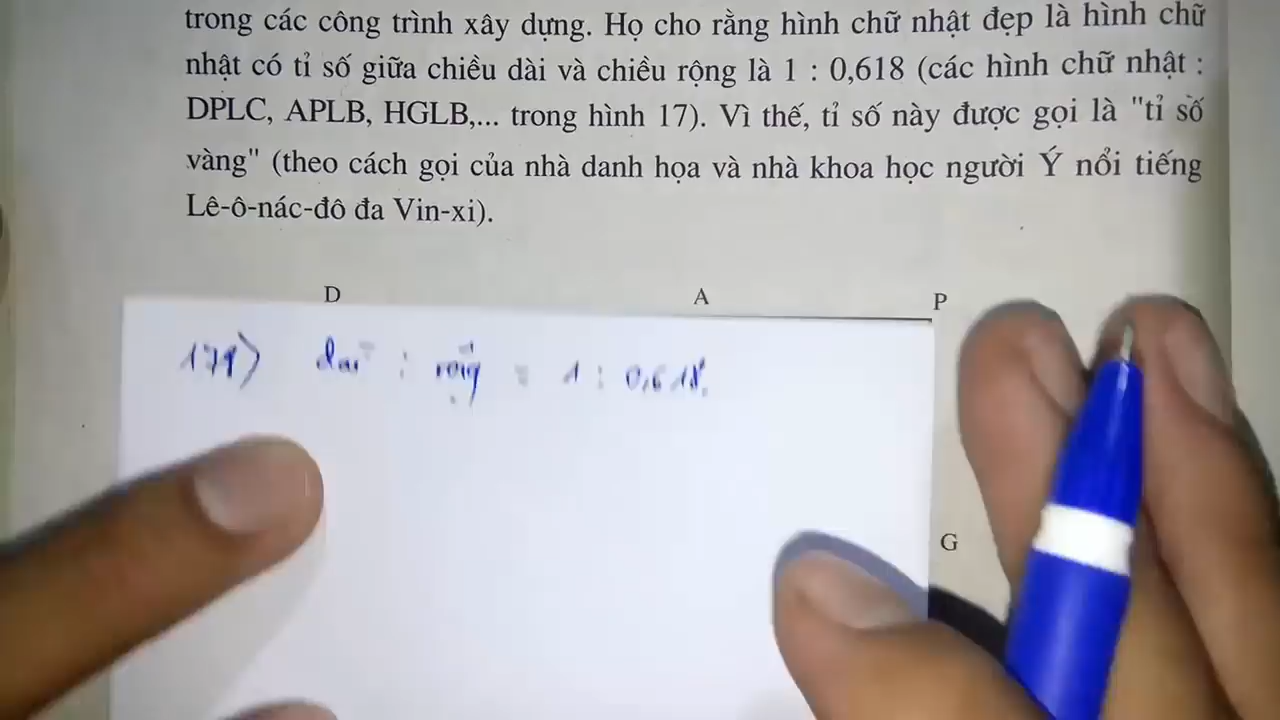 trong các công trình xây dựng. Họ cho rằng hình chữ nhật đẹp là hình chữ
nhật có tỉ số giữa chiều dài và chiều rộng là 1 : 0,618 (các hình chữ nhật :
DPLC, APLB, HGLB,... trong hình 17). Vì thế, tỉ số này được gọi là "tỉ số
vàng" (theo cách gọi của nhà danh họa và nhà khoa học người Ý nổi tiếng
Lê-ô-nác-đô đa Vin-xi).
D A P
179) dài : rộng = 1 : 0,618.
G